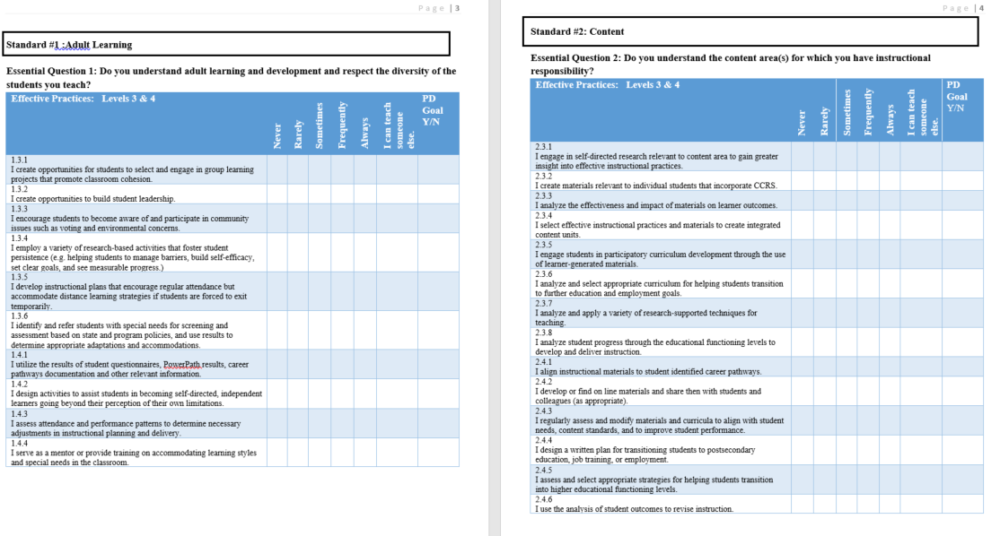 Page | 3
Standard #1 :Adult Learning
Essential Question 1: Do you understand adult learning and development and respect the diversity of the
students you teach?
Effective Practices: Levels 3 & 4
Never
Rarely
Sometimes
Frequently
Always
I can teach
someone
else.
PD
Goal
Y/N
1.3.1
I create opportunities for students to select and engage in group learning
projects that promote classroom cohesion.
1.3.2
I create opportunities to build student leadership.
1.3.3
I encourage students to become aware of and participate in community
issues such as voting and environmental concerns.
1.3.4
I employ a variety of research-based activities that foster student
persistence (e.g. helping students to manage barriers, build self-efficacy,
set clear goals, and see measurable progress.)
1.3.5
I develop instructional plans that encourage regular attendance but
accommodate distance learning strategies if students are forced to exit
temporarily.
1.3.6
I identify and refer students with special needs for screening and
assessment based on state and program policies, and use results to
determine appropriate adaptations and accommodations.
1.4.1
I utilize the results of student questionnaires, PowerPath results, career
pathways documentation and other relevant information.
1.4.2
I design activities to assist students in becoming self-directed, independent
learners going beyond their perception of their own limitations.
1.4.3
I assess attendance and performance patterns to determine necessary
adjustments in instructional planning and delivery.
1.4.4
I serve as a mentor or provide training on accommodating learning styles
and special needs in the classroom.
Page | 4
Standard #2: Content
Essential Question 2: Do you understand the content area(s) for which you have instructional
responsibility?
Effective Practices: Levels 3 & 4
Never
Rarely
Sometimes
Frequently
Always
I can teach
someone
else.
PD
Goal
Y/N
2.3.1
I engage in self-directed research relevant to content area to gain greater
insight into effective instructional practices.
2.3.2
I create materials relevant to individual students that incorporate CCRS.
2.3.3
I analyze the effectiveness and impact of materials on learner outcomes.
2.3.4
I select effective instructional practices and materials to create integrated
content units.
2.3.5
I engage students in participatory curriculum development through the use
of learner-generated materials.
2.3.6
I analyze and select appropriate curriculum for helping students transition
to further education and employment goals.
2.3.7
I analyze and apply a variety of research-supported techniques for
teaching.
2.3.8
I analyze student progress through the educational functioning levels to
develop and deliver instruction.
2.4.1
I align instructional materials to student identified career pathways.
2.4.2
I develop or find on line materials and share then with students and
colleagues (as appropriate).
2.4.3
I regularly assess and modify materials and curricula to align with student
needs, content standards, and to improve student performance.
2.4.4
I design a written plan for transitioning students to postsecondary
education, job training, or employment.
2.4.5
I assess and select appropriate strategies for helping students transition
into higher educational functioning levels.
2.4.6
I use the analysis of student outcomes to revise instruction.